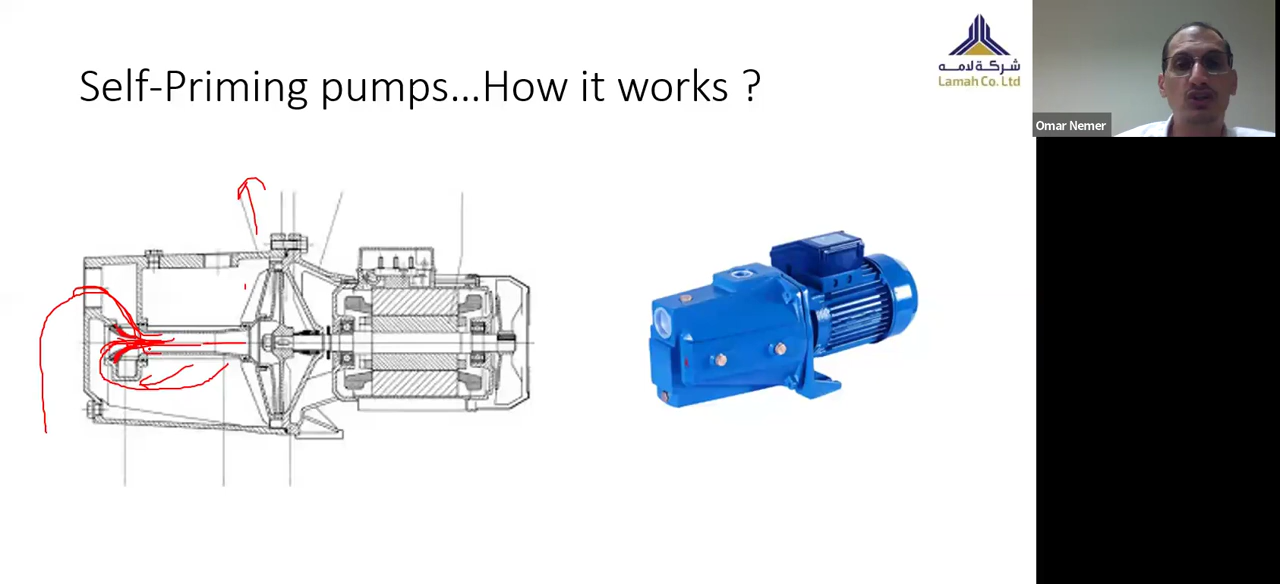 Self-Priming pumps...How it works ?
شركة لامه
Lamah Co. Ltd
Omar Nemer